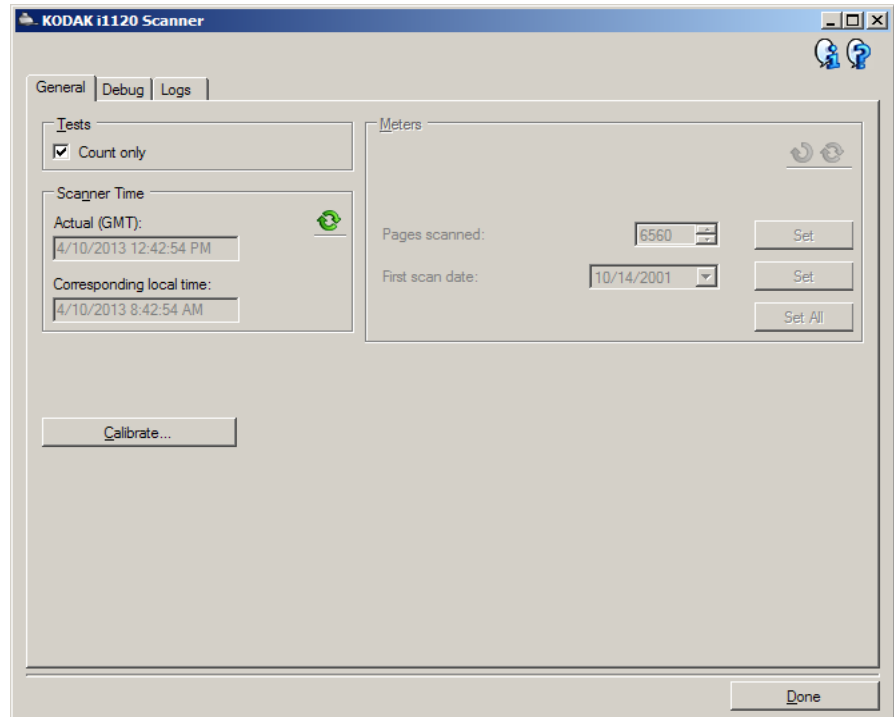 KODAK i1120 Scanner
General
Debug
Logs
Tests
Count only
Scanner Time
Actual (GMT):
4/10/2013 12:42:54 PM
Corresponding local time:
4/10/2013 8:42:54 AM
Meters
Pages scanned:
6560
Set
First scan date:
10/14/2001
Set
Set All
Calibrate...
Done